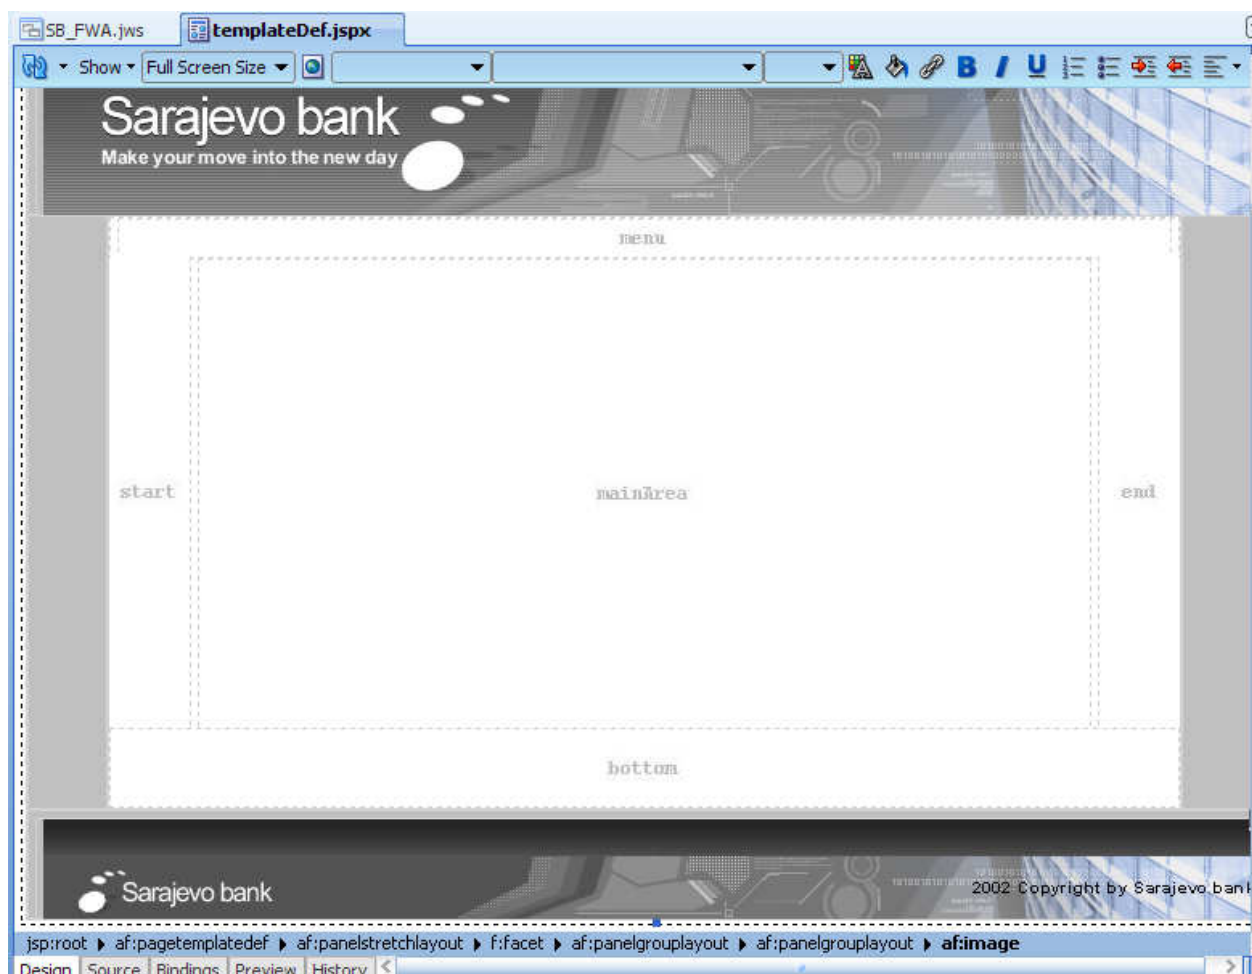 SB_FWA.jws
templateDef.jspx
Show
Full Screen Size
B I U
Sarajevo bank
Make your move into the new day
menu
start
mainArea
end
bottom
Sarajevo bank
2002 Copyright by Sarajevo bank
jsp:root af:pagetemplatedef af:panelstretchlayout f:facet af:panelgrouplayout af:panelgrouplayout af:image
Design Source Bindings Preview History